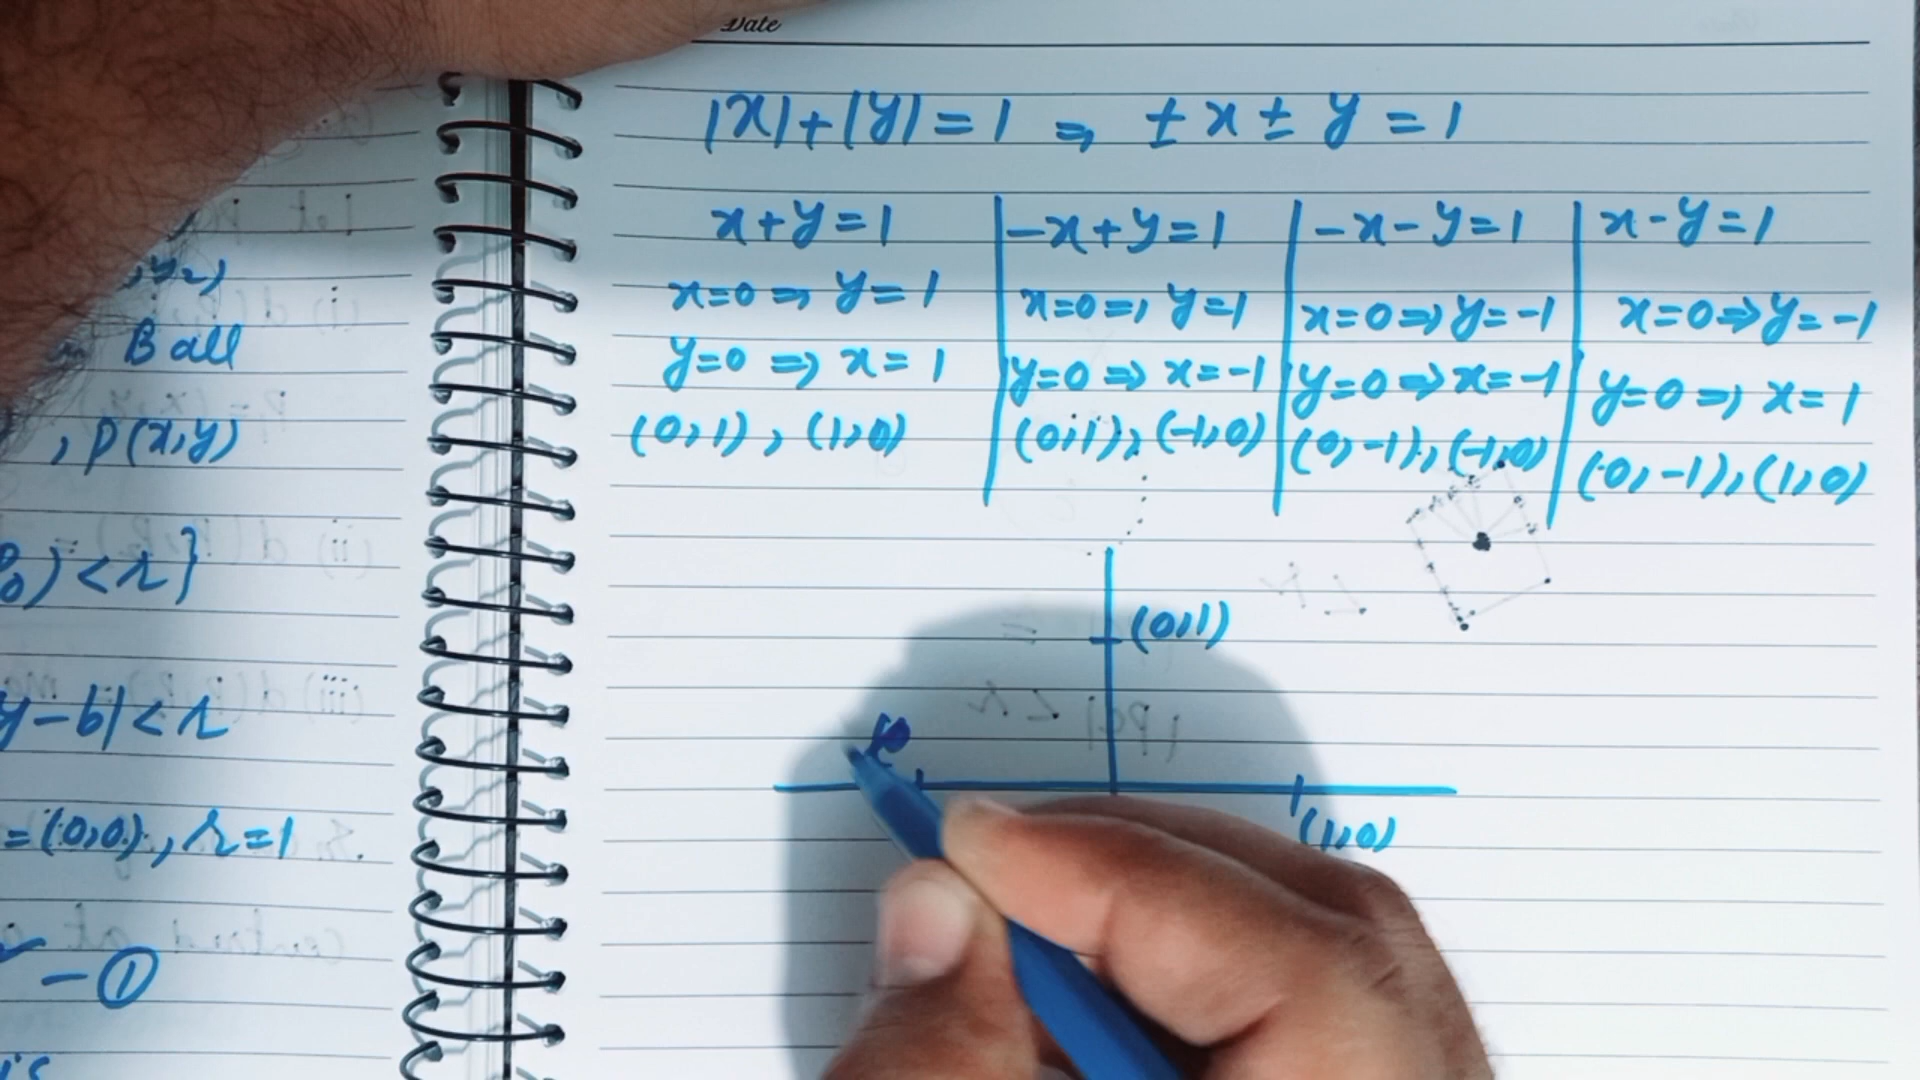 Date
|x|+|y|=1 ⇒ ±x±y=1
x+y=1 | -x+y=1 | -x-y=1 | x-y=1
x=0 ⇒ y=1 | x=0 ⇒ y=1 | x=0 ⇒ y=-1 | x=0 ⇒ y=-1
y=0 ⇒ x=1 | y=0 ⇒ x=-1 | y=0 ⇒ x=-1 | y=0 ⇒ x=1
(0,1), (1,0) | (0,1), (-1,0) | (0,-1), (-1,0) | (0,-1), (1,0)
(0,1)
(1,0)
Ball
, P(x,y)
) < r}
y-b| < r
=(0,0), r=1
-①
is